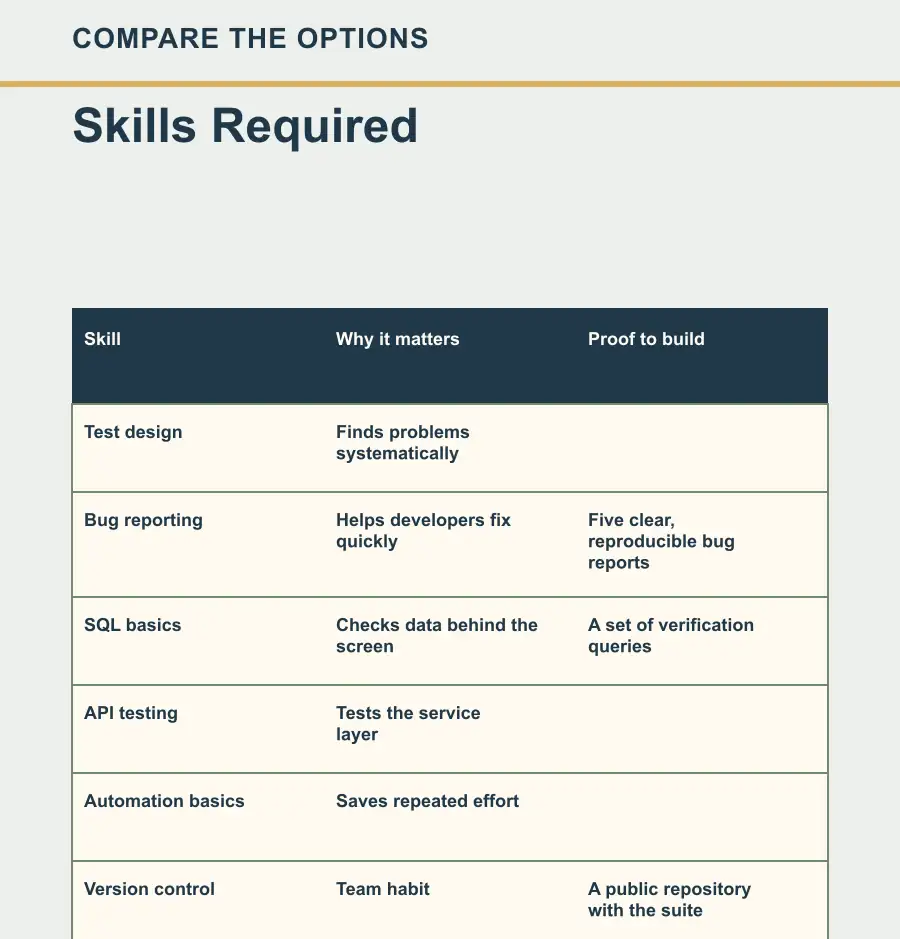 COMPARE THE OPTIONS
Skills Required
Skill
Why it matters
Proof to build
Test design
Finds problems
systematically
Bug reporting
Helps developers fix
quickly
Five clear,
reproducible bug
reports
SQL basics
Checks data behind the
screen
A set of verification
queries
API testing
Tests the service
layer
Automation basics
Saves repeated effort
Version control
Team habit
A public repository
with the suite